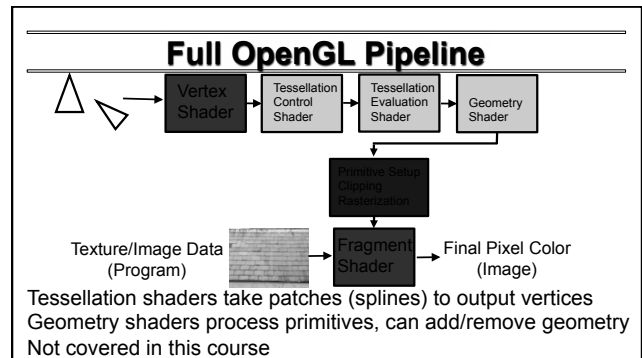 Full OpenGL Pipeline
Vertex
Shader
Tessellation
Control
Shader
Tessellation
Evaluation
Shader
Geometry
Shader
Primitive Setup
Clipping
Rasterization
Texture/Image Data
(Program)
Fragment
Shader
Final Pixel Color
(Image)
Tessellation shaders take patches (splines) to output vertices
Geometry shaders process primitives, can add/remove geometry
Not covered in this course